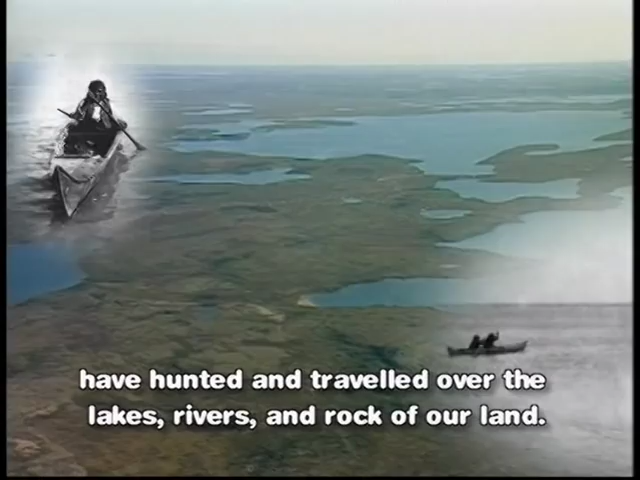 have hunted and travelled over the
lakes, rivers, and rock of our land.